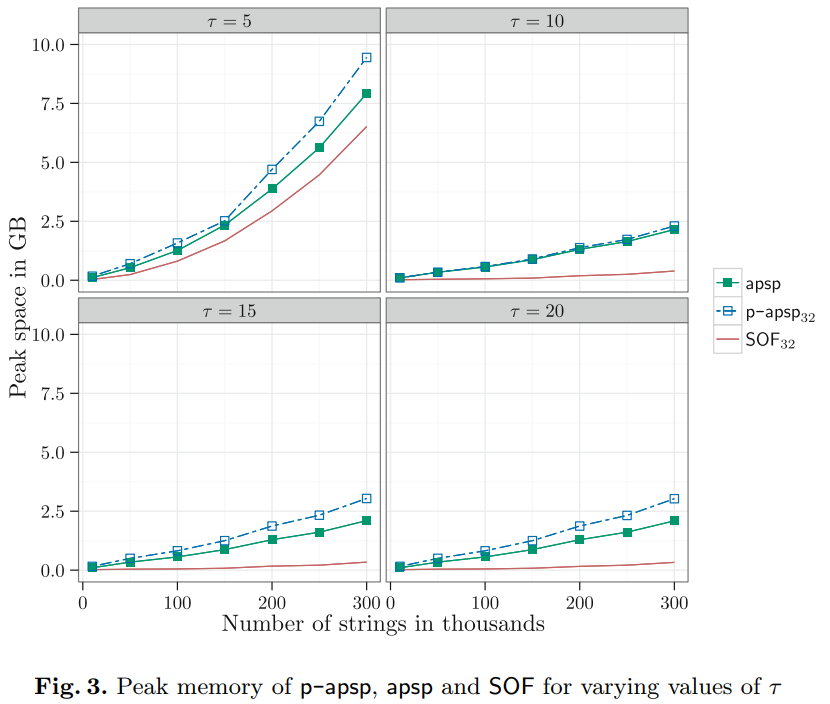 τ = 5
τ = 10
10.0
7.5
5.0
2.5
0.0
τ = 15
τ = 20
10.0
7.5
5.0
2.5
0.0
0 100 200 300 0 100 200 300
Peak space in GB
Number of strings in thousands
apsp
p-apsp32
SOF32
Fig. 3. Peak memory of p-apsp, apsp and SOF for varying values of τ